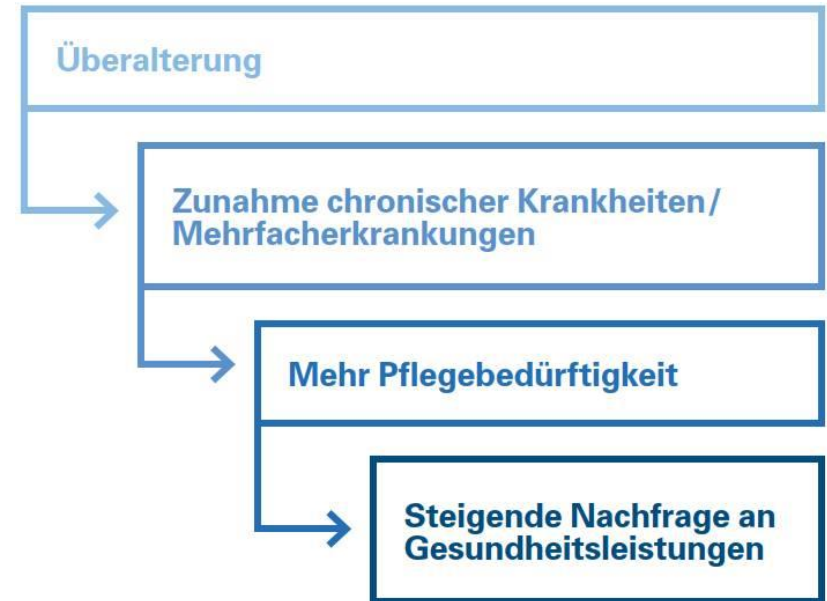 Überalterung
Zunahme chronischer Krankheiten/
Mehrfacherkrankungen
Mehr Pflegebedürftigkeit
Steigende Nachfrage an
Gesundheitsleistungen